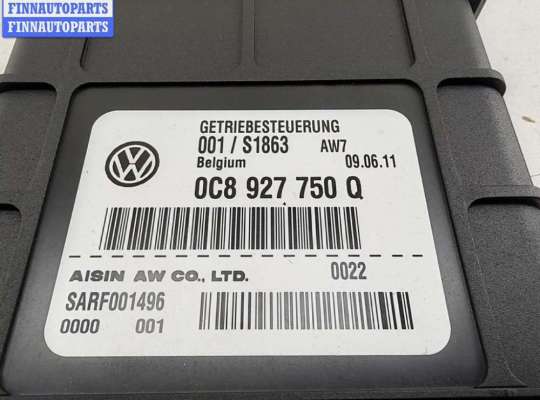 FINNAUTOPARTS
FINNAUTOPARTS
GETRIEBESTEUERUNG
001 / S1863 AW7
Belgium 09.06.11
0C8 927 750 Q
AISIN AW CO., LTD. 0022
SARF001496
0000 001